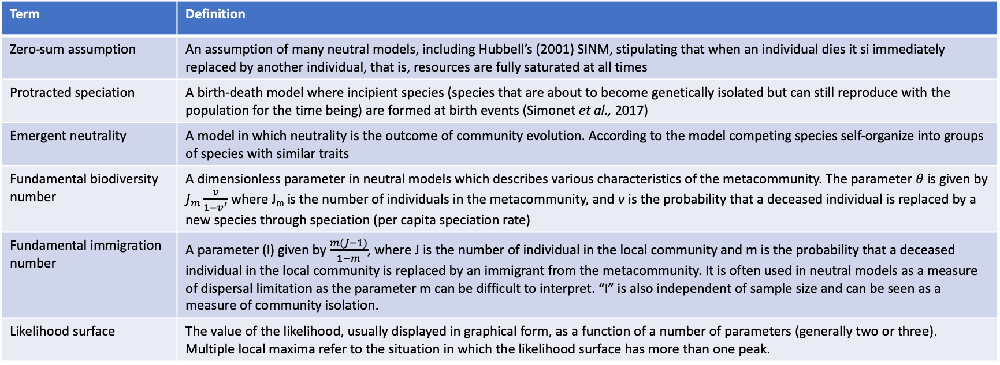 Term Definition
Zero-sum assumption An assumption of many neutral models, including Hubbell's (2001) SINM, stipulating that when an individual dies it si immediately
replaced by another individual, that is, resources are fully saturated at all times
Protracted speciation A birth-death model where incipient species (species that are about to become genetically isolated but can still reproduce with the
population for the time being) are formed at birth events (Simonet et al., 2017)
Emergent neutrality A model in which neutrality is the outcome of community evolution. According to the model competing species self-organize into groups
of species with similar traits
Fundamental biodiversity
number
A dimensionless parameter in neutral models which describes various characteristics of the metacommunity. The parameter θ is given by
J_m v/(1−v), where J_m is the number of individuals in the metacommunity, and v is the probability that a deceased individual is replaced by a
new species through speciation (per capita speciation rate)
Fundamental immigration
number
A parameter (I) given by m(J−1)/(1−m), where J is the number of individual in the local community and m is the probability that a deceased
individual in the local community is replaced by an immigrant from the metacommunity. It is often used in neutral models as a measure
of dispersal limitation as the parameter m can be difficult to interpret. “I” is also independent of sample size and can be seen as a
measure of community isolation.
Likelihood surface The value of the likelihood, usually displayed in graphical form, as a function of a number of parameters (generally two or three).
Multiple local maxima refer to the situation in which the likelihood surface has more than one peak.